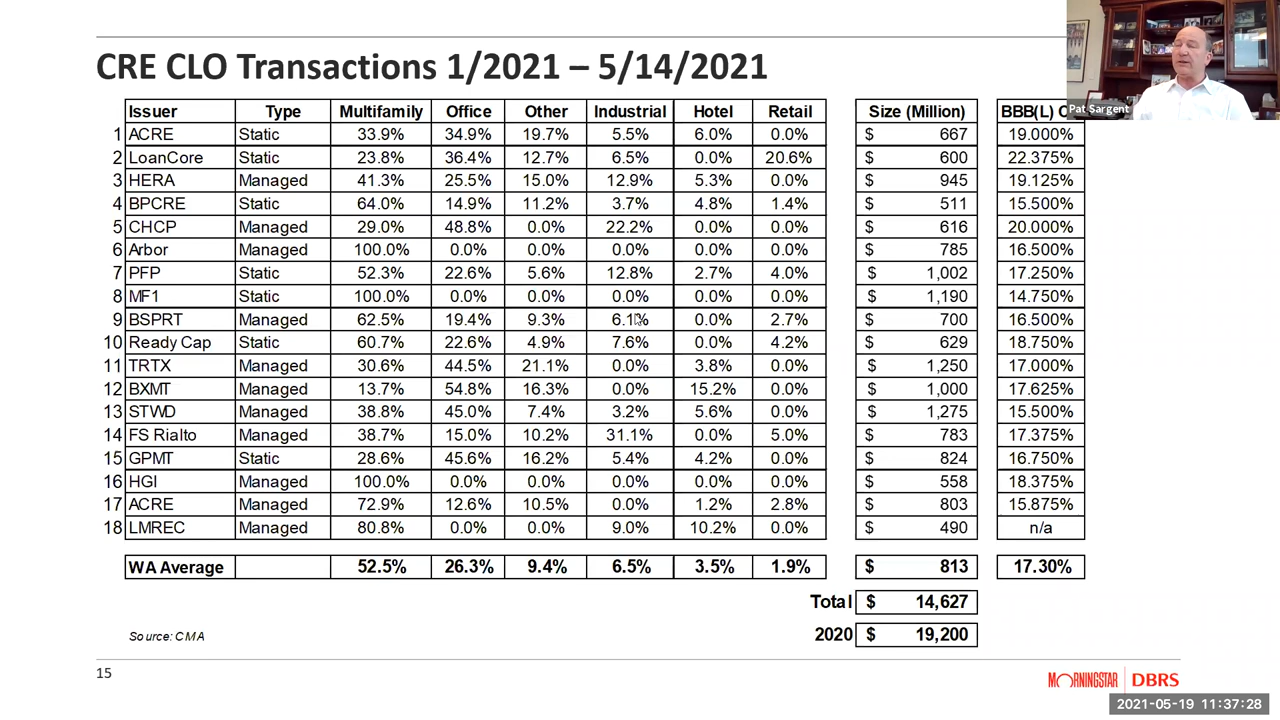 CRE CLO Transactions 1/2021 – 5/14/2021
Pat Sargent
Issuer Type Multifamily Office Other Industrial Hotel Retail Size (Million) BBB(L)
1 ACRE Static 33.9% 34.9% 19.7% 5.5% 6.0% 0.0% $ 667 19.000%
2 LoanCore Static 23.8% 36.4% 12.7% 6.5% 0.0% 20.6% $ 600 22.375%
3 HERA Managed 41.3% 25.5% 15.0% 12.9% 5.3% 0.0% $ 945 19.125%
4 BPCRE Static 64.0% 14.9% 11.2% 3.7% 4.8% 1.4% $ 511 15.500%
5 CHCP Managed 29.0% 48.8% 0.0% 22.2% 0.0% 0.0% $ 616 20.000%
6 Arbor Managed 100.0% 0.0% 0.0% 0.0% 0.0% 0.0% $ 785 16.500%
7 PFP Static 52.3% 22.6% 5.6% 12.8% 2.7% 4.0% $ 1,002 17.250%
8 MF1 Static 100.0% 0.0% 0.0% 0.0% 0.0% 0.0% $ 1,190 14.750%
9 BSPRT Managed 62.5% 19.4% 9.3% 6.1% 0.0% 2.7% $ 700 16.500%
10 Ready Cap Static 60.7% 22.6% 4.9% 7.6% 0.0% 4.2% $ 629 18.750%
11 TRTX Managed 30.6% 44.5% 21.1% 0.0% 3.8% 0.0% $ 1,250 17.000%
12 BXMT Managed 13.7% 54.8% 16.3% 0.0% 15.2% 0.0% $ 1,000 17.625%
13 STWD Managed 38.8% 45.0% 7.4% 3.2% 5.6% 0.0% $ 1,275 15.500%
14 FS Rialto Managed 38.7% 15.0% 10.2% 31.1% 0.0% 5.0% $ 783 17.375%
15 GPMT Static 28.6% 45.6% 16.2% 5.4% 4.2% 0.0% $ 824 16.750%
16 HGI Managed 100.0% 0.0% 0.0% 0.0% 0.0% 0.0% $ 558 18.375%
17 ACRE Managed 72.9% 12.6% 10.5% 0.0% 1.2% 2.8% $ 803 15.875%
18 LMREC Managed 80.8% 0.0% 0.0% 9.0% 10.2% 0.0% $ 490 n/a
WA Average 52.5% 26.3% 9.4% 6.5% 3.5% 1.9% $ 813 17.30%
Total $ 14,627
Source: CMA 2020 $ 19,200
15
MORNINGSTAR DBRS
2021-05-19 11:37:28